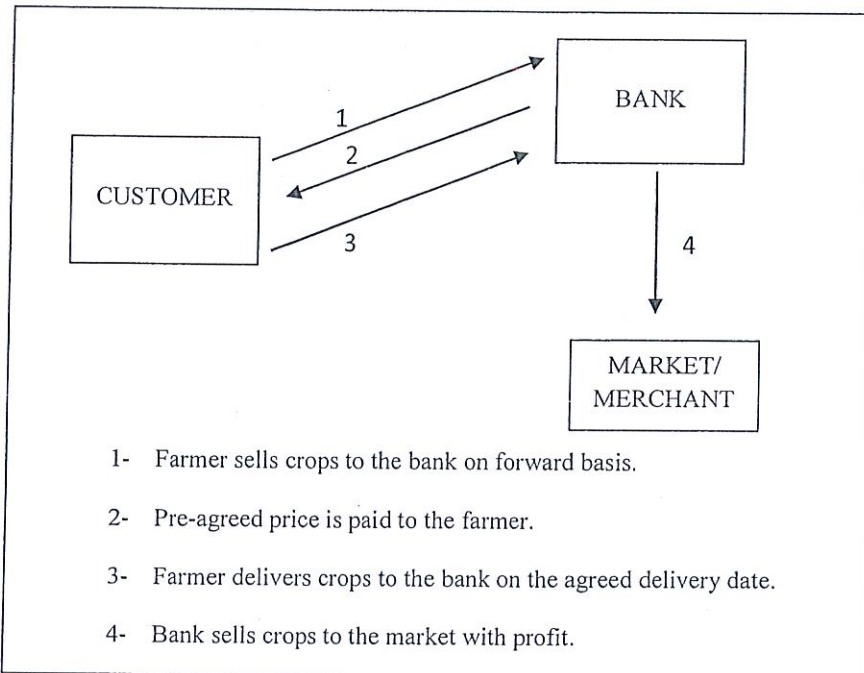 BANK
1
2
CUSTOMER
3
4
MARKET/
MERCHANT
1- Farmer sells crops to the bank on forward basis.
2- Pre-agreed price is paid to the farmer.
3- Farmer delivers crops to the bank on the agreed delivery date.
4- Bank sells crops to the market with profit.